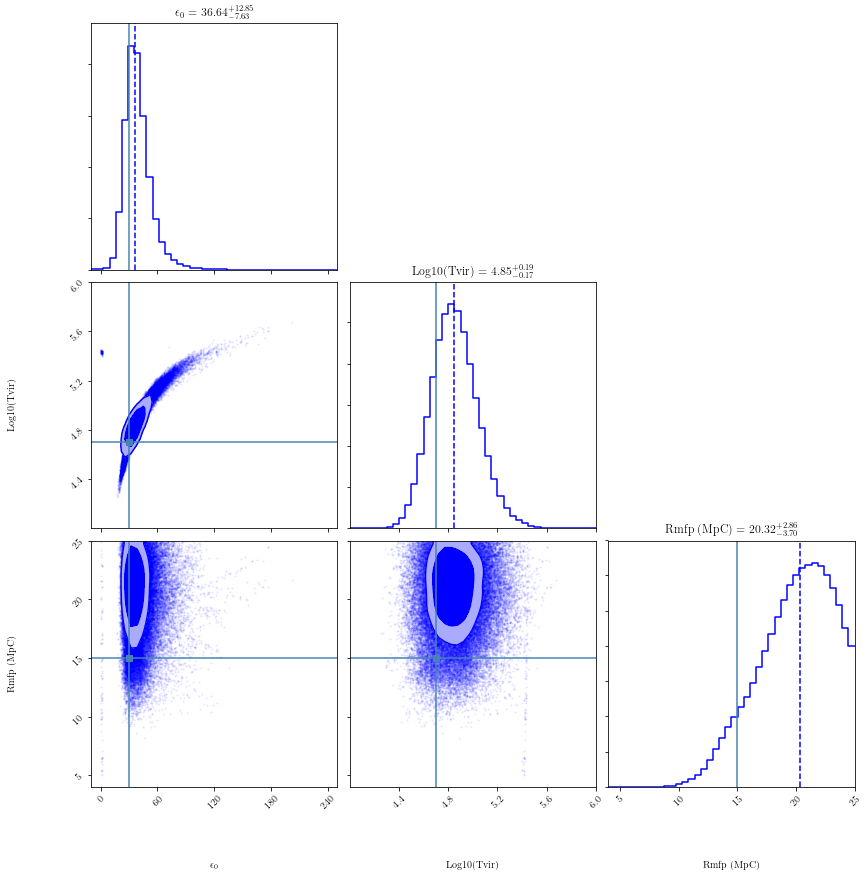 ϵ₀ = 36.64 +12.85 −7.63
Log10(Tvir) = 4.85 +0.19 −0.17
Rmfp (MpC) = 20.32 +2.86 −3.70
Log10(Tvir)
6.0
5.6
5.2
4.8
4.4
Rmfp (MpC)
25
20
15
10
5
0 60 120 180 240
4.4 4.8 5.2 5.6 6.0
5 10 15 20 25
ϵ₀
Log10(Tvir)
Rmfp (MpC)